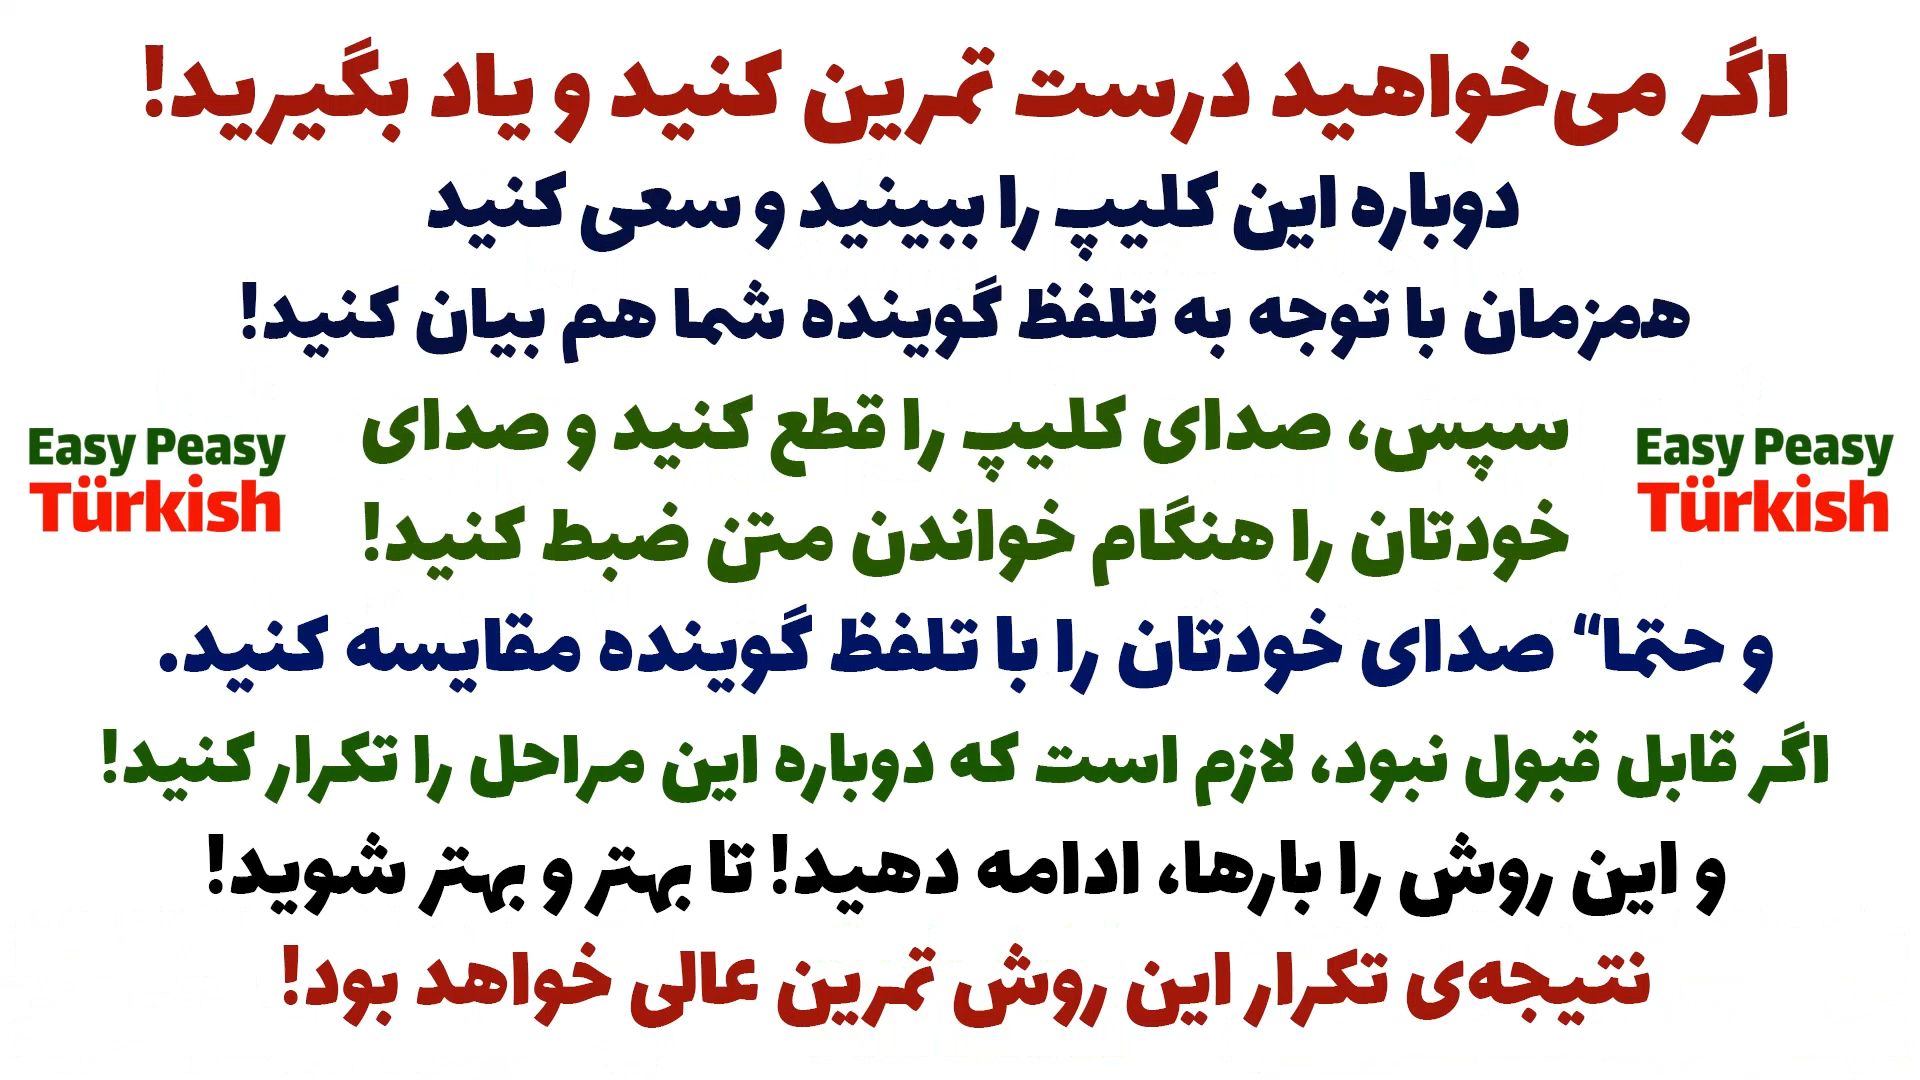 اگر می‌خواهید درست تمرین کنید و یاد بگیرید!
دوباره این کلیپ را ببینید و سعی کنید
همزمان با توجه به تلفظ گوینده شما هم بیان کنید!
سپس، صدای کلیپ را قطع کنید و صدای
خودتان را هنگام خواندن متن ضبط کنید!
Easy Peasy
Türkish
Easy Peasy
Türkish
و حتما“ صدای خودتان را با تلفظ گوینده مقایسه کنید.
اگر قابل قبول نبود، لازم است که دوباره این مراحل را تکرار کنید!
و این روش را بارها، ادامه دهید! تا بهتر و بهتر شوید!
نتیجه‌ی تکرار این روش تمرین عالی خواهد بود!